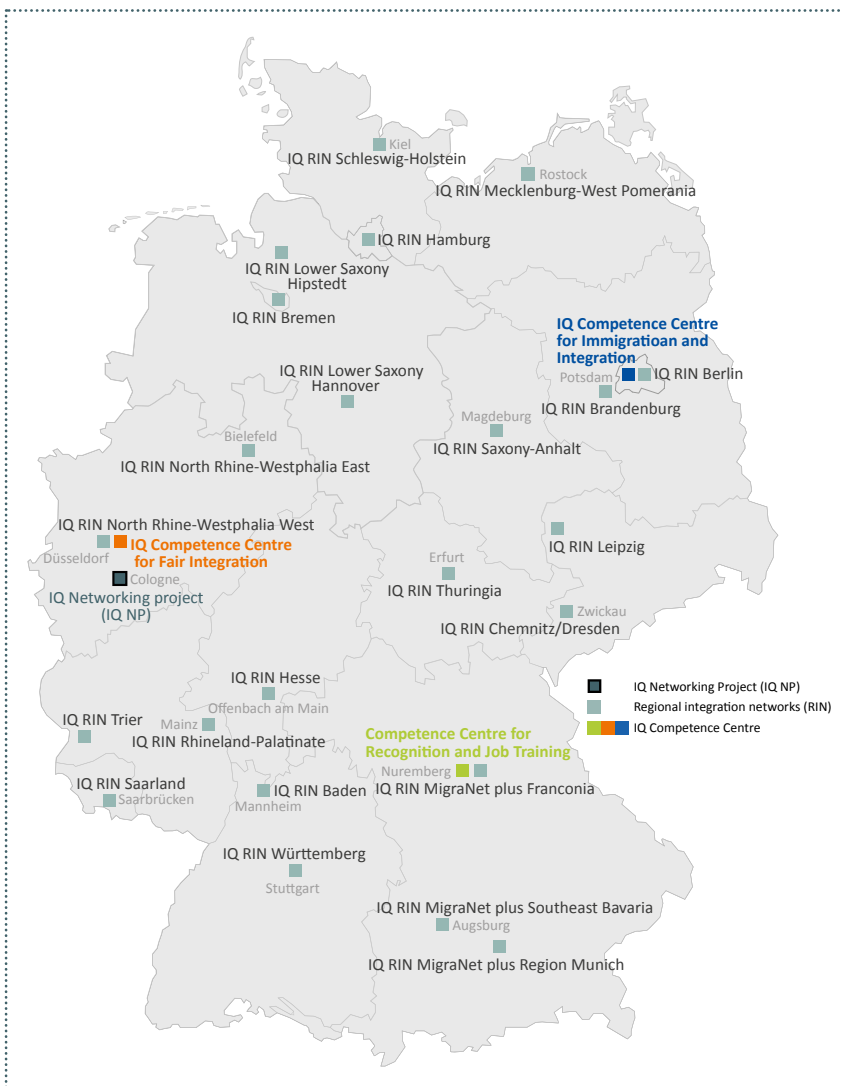 Kiel
IQ RIN Schleswig-Holstein
Rostock
IQ RIN Mecklenburg-West Pomerania
IQ RIN Hamburg
IQ RIN Lower Saxony
Hipstedt
IQ RIN Bremen
IQ Competence Centre
for Immigratioan and
Integration
IQ RIN Berlin
Potsdam
IQ RIN Brandenburg
IQ RIN Lower Saxony
Hannover
Magdeburg
IQ RIN Saxony-Anhalt
Bielefeld
IQ RIN North Rhine-Westphalia East
IQ RIN North Rhine-Westphalia West
IQ Competence Centre
for Fair Integration
Düsseldorf
Cologne
IQ Networking project
(IQ NP)
IQ RIN Leipzig
Erfurt
IQ RIN Thuringia
Zwickau
IQ RIN Chemnitz/Dresden
IQ RIN Hesse
Offenbach am Main
IQ RIN Trier
Mainz
IQ RIN Rhineland-Palatinate
IQ Networking Project (IQ NP)
Regional integration networks (RIN)
IQ Competence Centre
Competence Centre for
Recognition and Job Training
Nuremberg
IQ RIN MigraNet plus Franconia
IQ RIN Saarland
Saarbrücken
IQ RIN Baden
Mannheim
IQ RIN Württemberg
Stuttgart
IQ RIN MigraNet plus Southeast Bavaria
Augsburg
IQ RIN MigraNet plus Region Munich